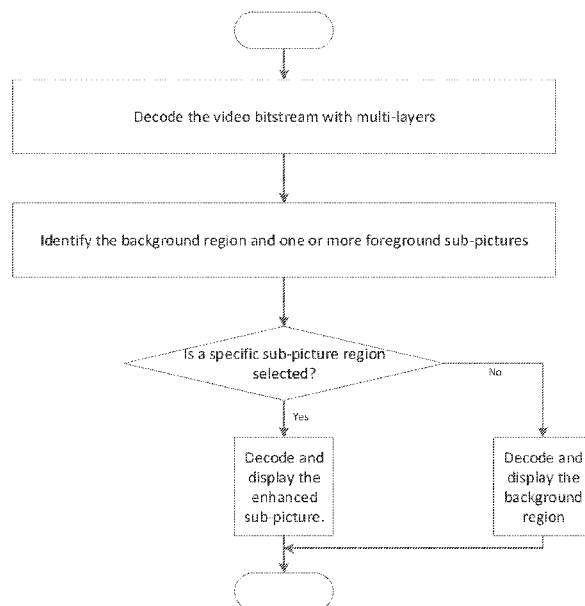 Decode the video bitstream with multi-layers
Identify the background region and one or more foreground sub-pictures
Is a specific sub-picture region
selected?
No
Yes
Decode and
display the
enhanced
sub-picture.
Decode and
display the
background
region